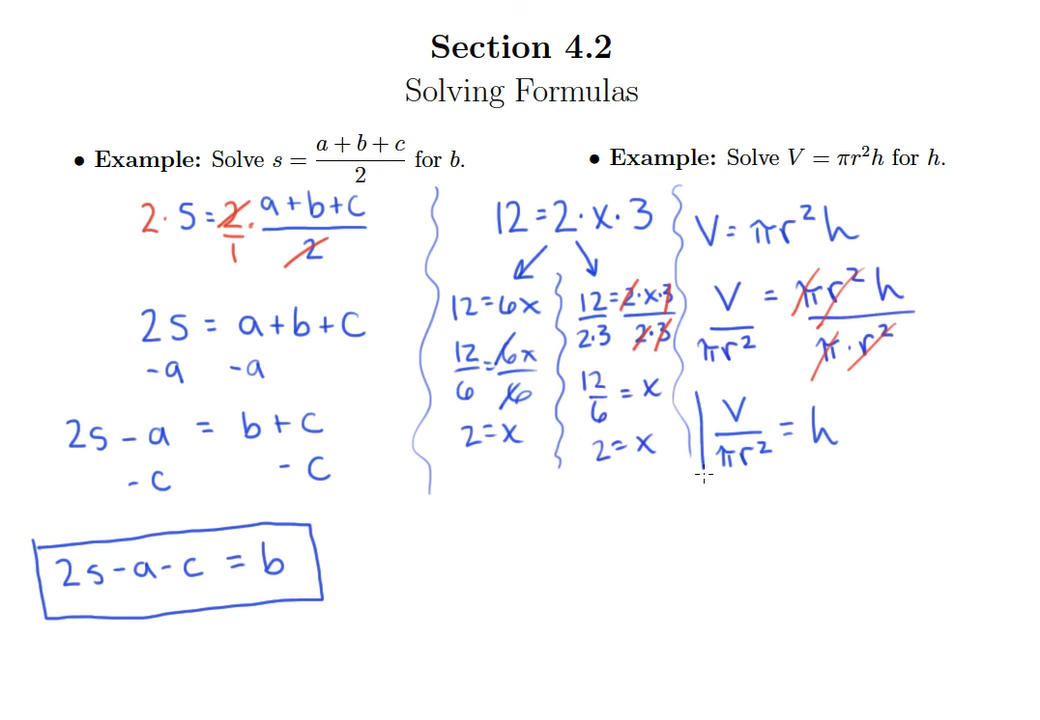 Section 4.2
Solving Formulas
• Example: Solve s = (a + b + c)/2 for b.
2·s = 2/1 · (a+b+c)/2
2s = a+b+c
-a -a
2s - a = b+c
-c -c
2s-a-c = b
12 = 2·x·3
12=6x
12/6 = 6x/6
2=x
12/2·3 = 2·x·3/2·3
12/6 = x
2=x
• Example: Solve V = πr²h for h.
V = πr²h
V/πr² = πr²h/π·r²
V/πr² = h